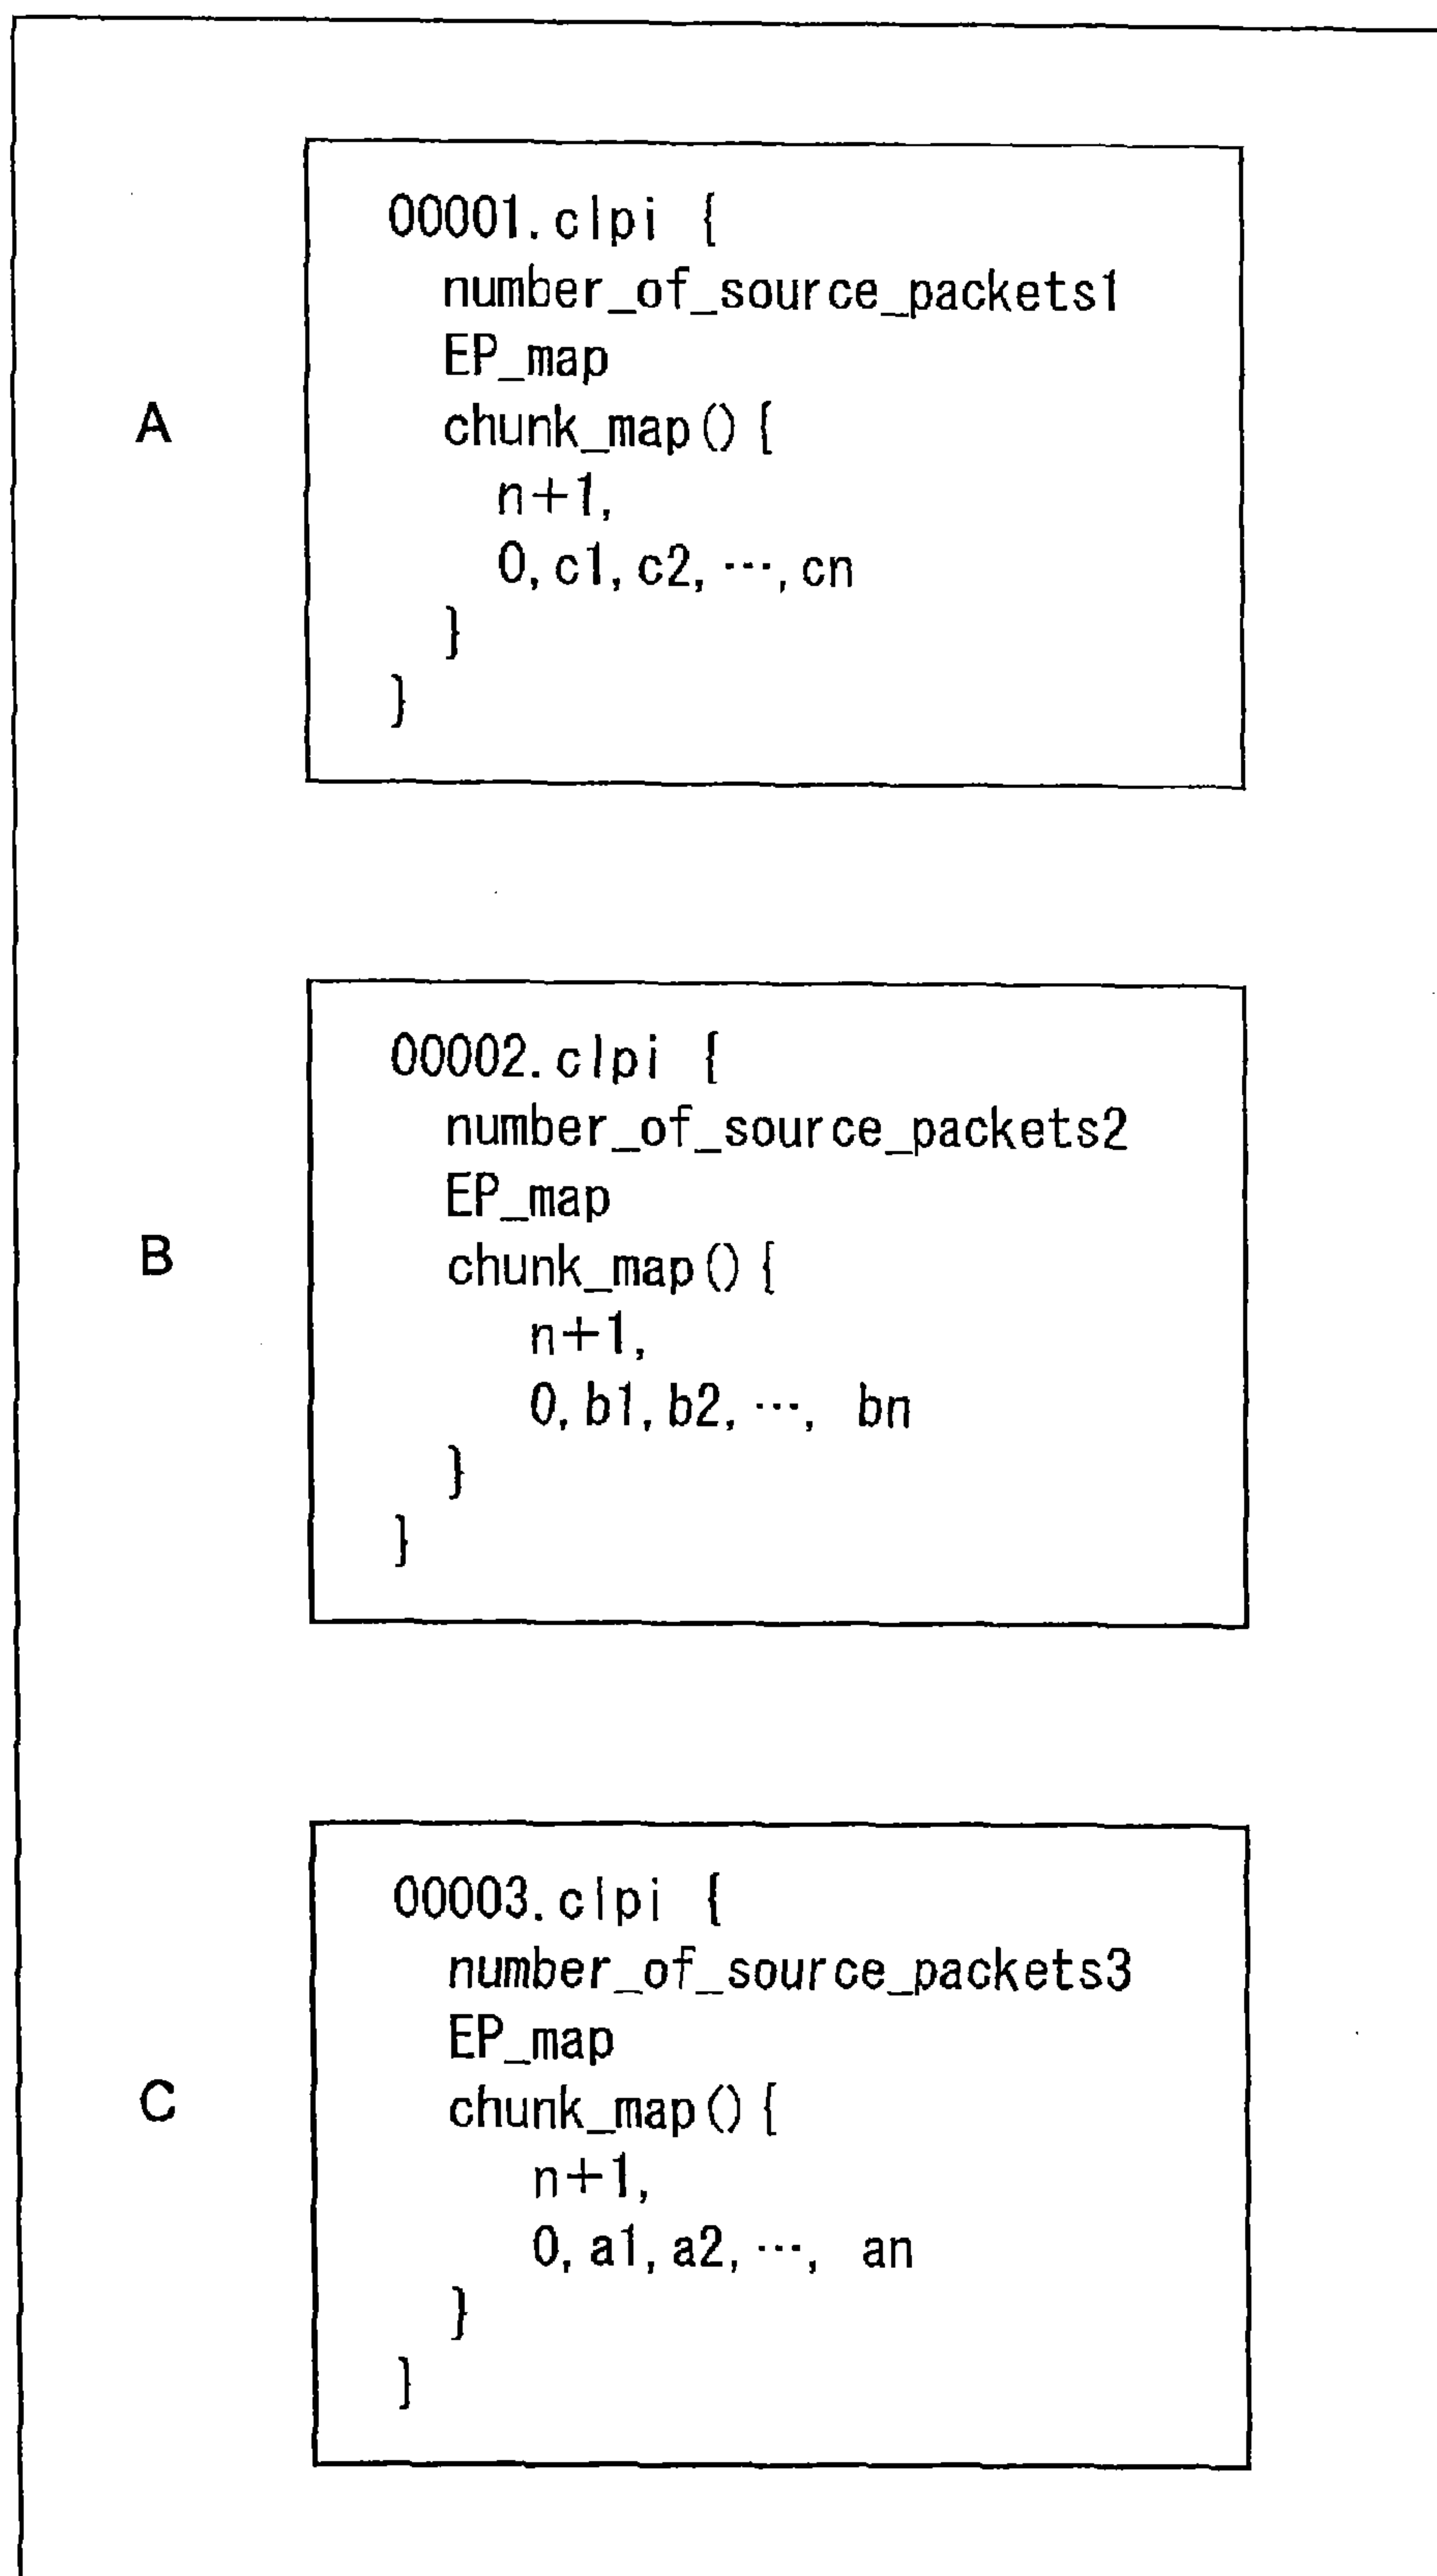 A
00001.clpi {
number_of_source_packets1
EP_map
chunk_map() {
n+1,
0, c1, c2, …, cn
}
}
B
00002.clpi {
number_of_source_packets2
EP_map
chunk_map() {
n+1,
0, b1, b2, …, bn
}
}
C
00003.clpi {
number_of_source_packets3
EP_map
chunk_map() {
n+1,
0, a1, a2, …, an
}
}